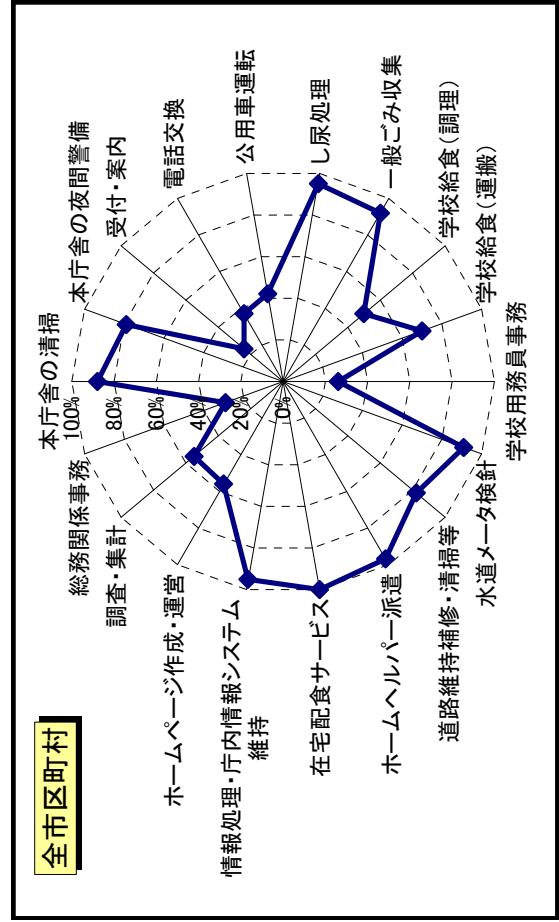 全市区町村
本庁舎の清掃
本庁舎の夜間警備
受付・案内
電話交換
公用車運転
し尿処理
一般ごみ収集
学校給食(調理)
学校給食(運搬)
学校用務員事務
水道メータ検針
道路維持補修・清掃等
ホームヘルパー派遣
在宅配食サービス
情報処理・庁内情報システム
維持
ホームページ作成・運営
調査・集計
総務関係事務
100%
80%
60%
40%
20%
0%